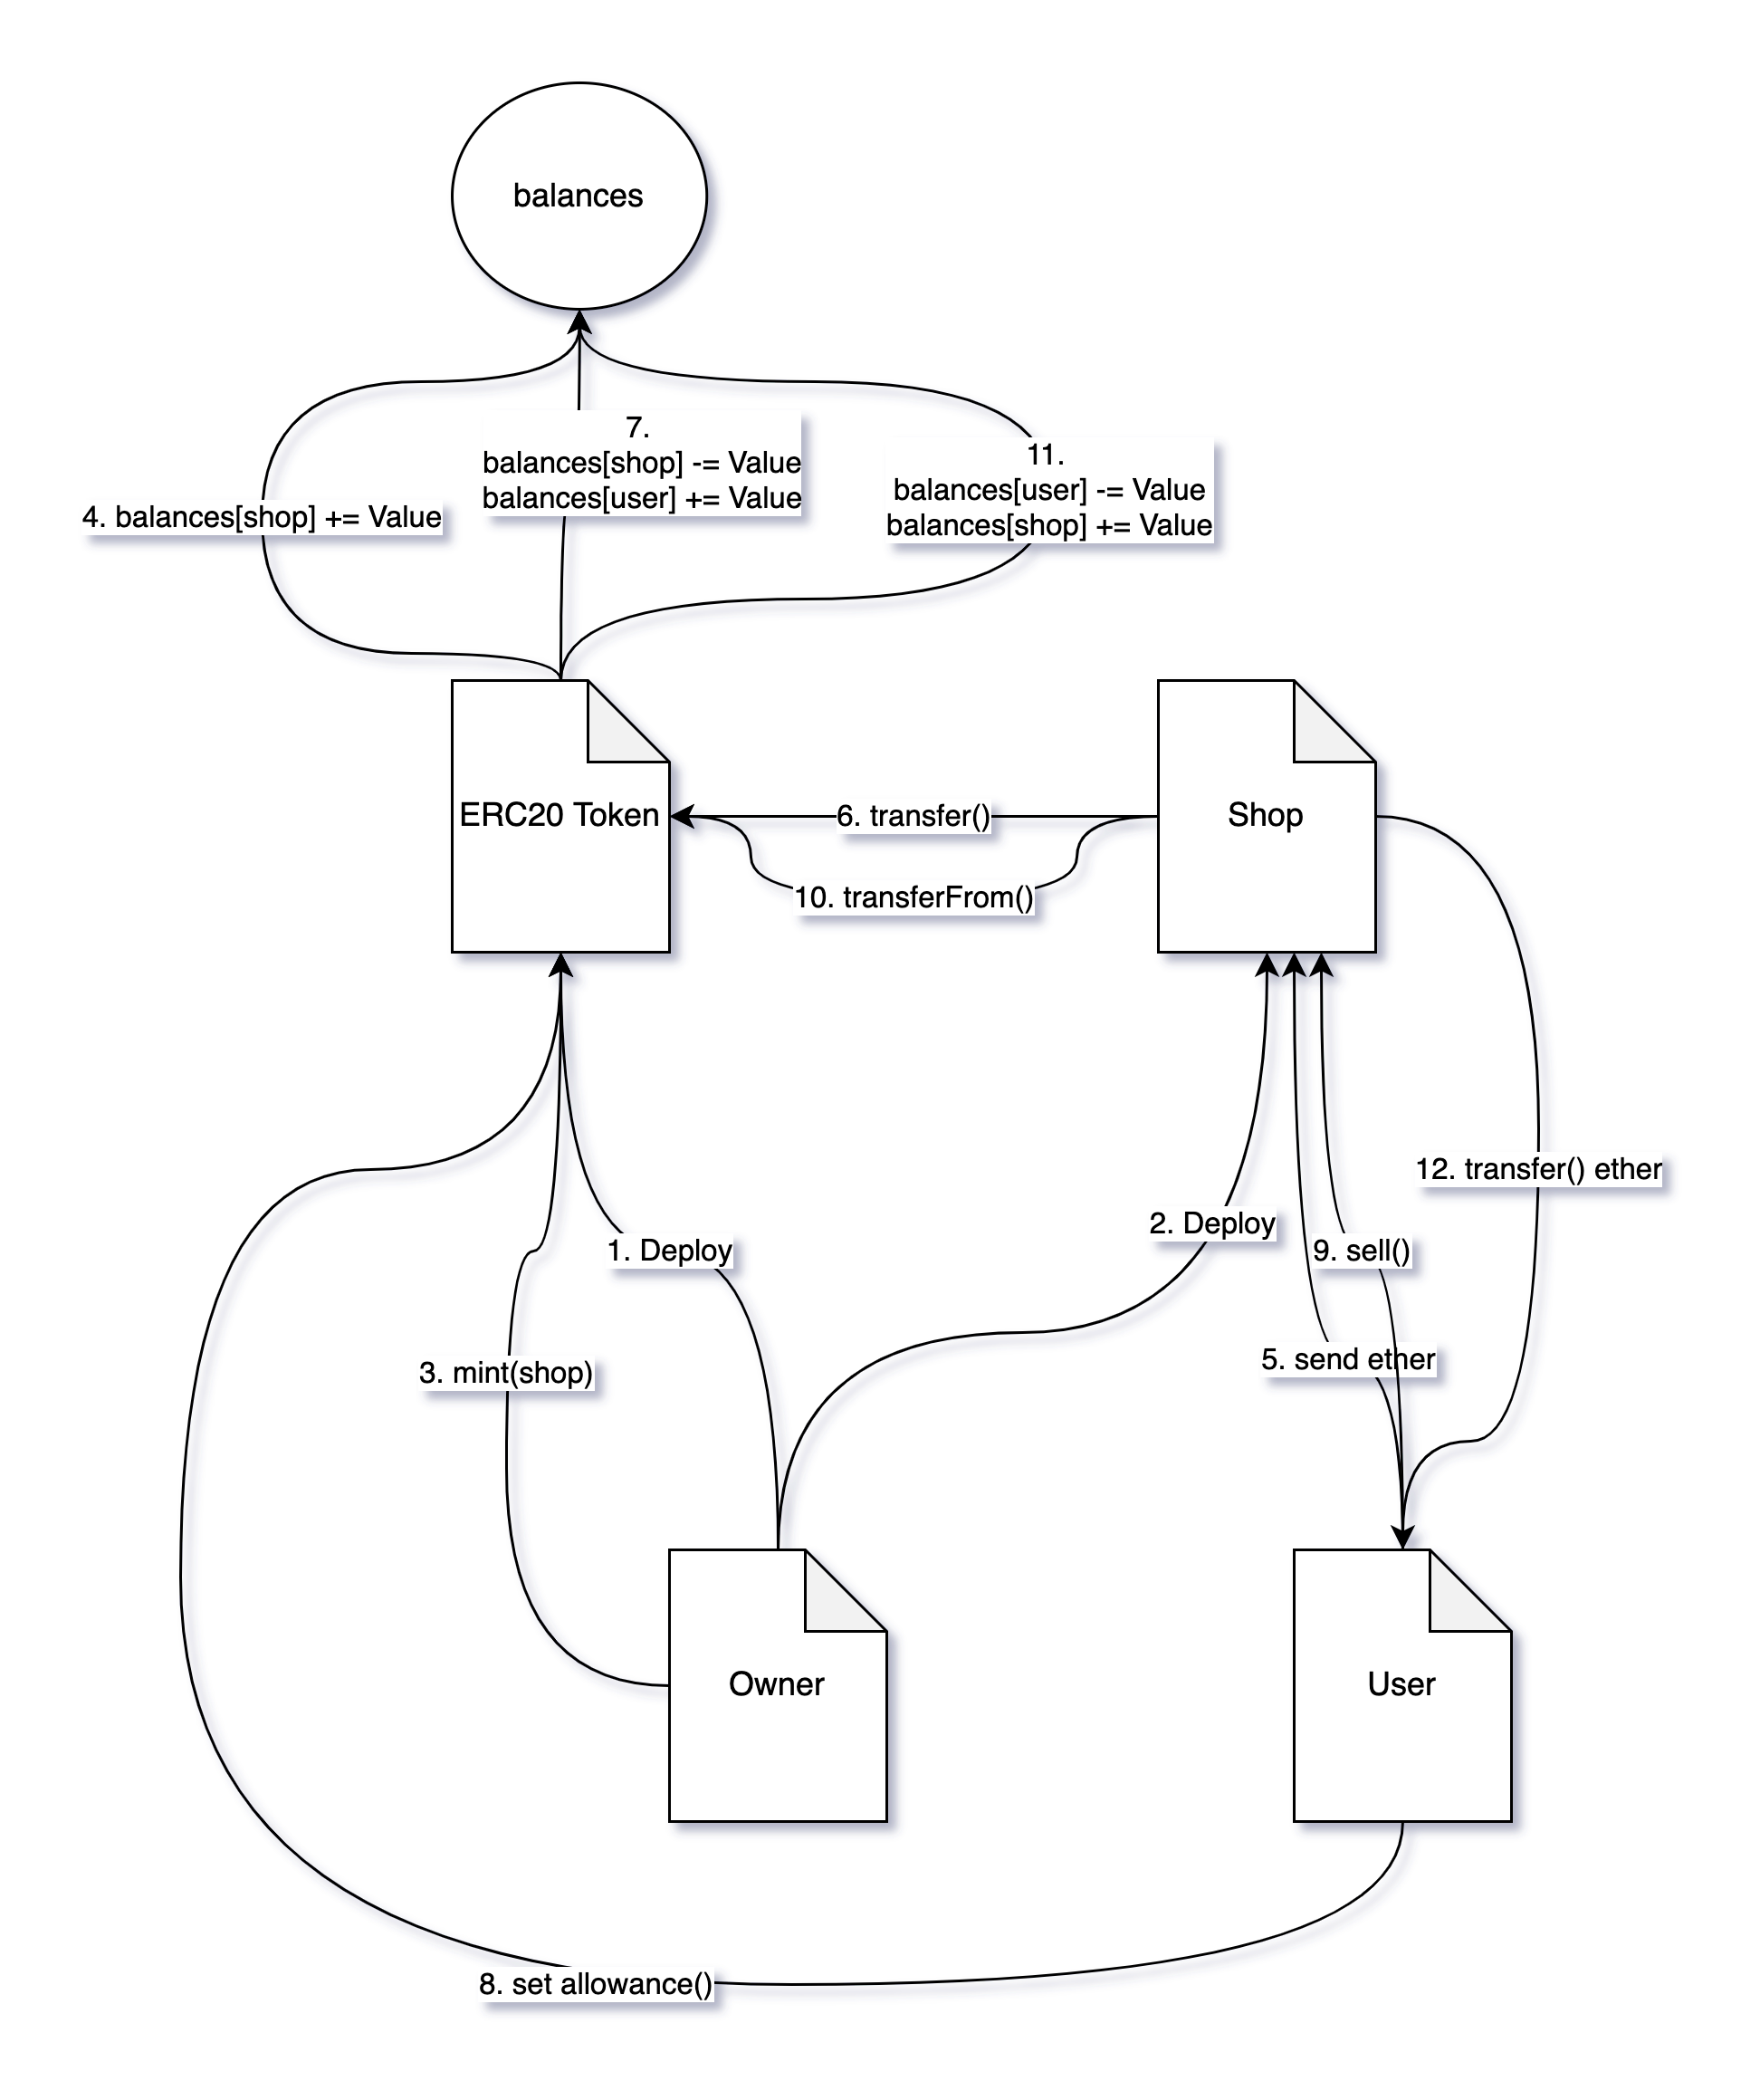 balances
7.
balances[shop] -= Value
balances[user] += Value
11.
balances[user] -= Value
balances[shop] += Value
4. balances[shop] += Value
ERC20 Token
6. transfer()
Shop
10. transferFrom()
12. transfer() ether
2. Deploy
1. Deploy
9. sell()
5. send ether
3. mint(shop)
Owner
User
8. set allowance()